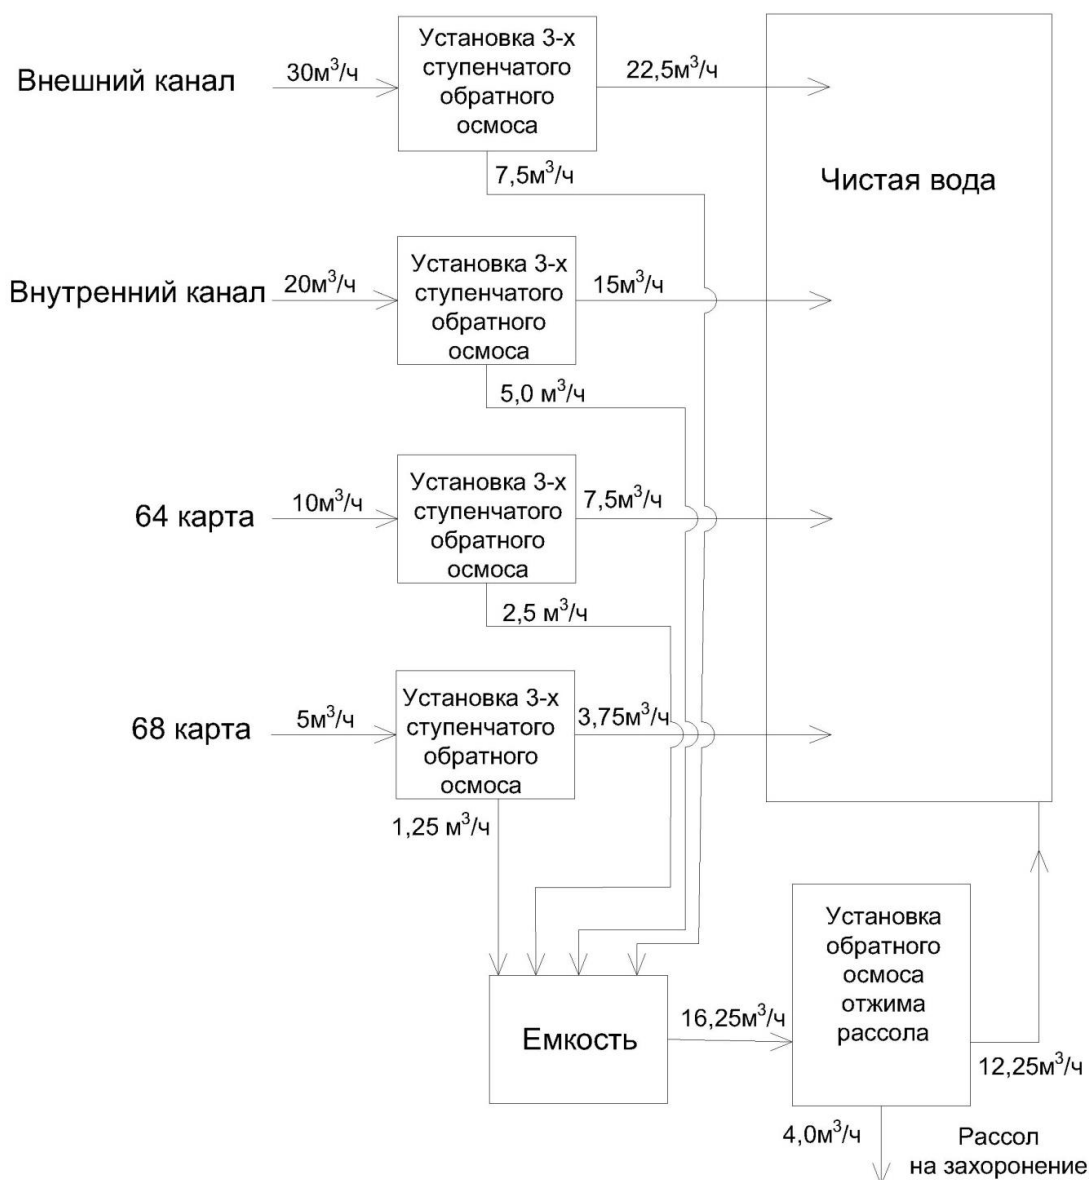 Внешний канал
30м³/ч
Установка 3-х
ступенчатого
обратного
осмоса
22,5м³/ч
7,5м³/ч
Чистая вода
Внутренний канал
20м³/ч
Установка 3-х
ступенчатого
обратного
осмоса
15м³/ч
5,0 м³/ч
64 карта
10м³/ч
Установка 3-х
ступенчатого
обратного
осмоса
7,5м³/ч
2,5 м³/ч
68 карта
5м³/ч
Установка 3-х
ступенчатого
обратного
осмоса
3,75м³/ч
1,25 м³/ч
Емкость
16,25м³/ч
Установка
обратного
осмоса
отжима
рассола
12,25м³/ч
4,0м³/ч
Рассол
на захоронение